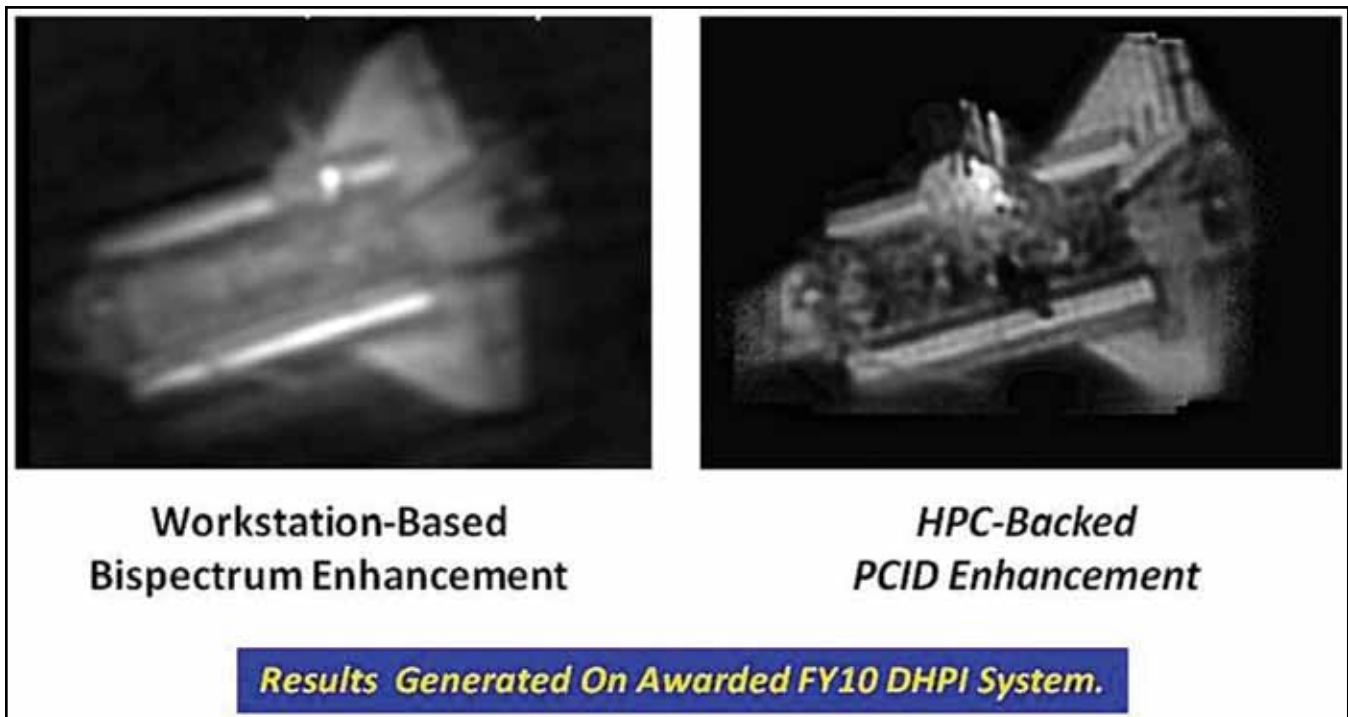 Workstation-Based
Bispectrum Enhancement
HPC-Backed
PCID Enhancement
Results Generated On Awarded FY10 DHPI System.